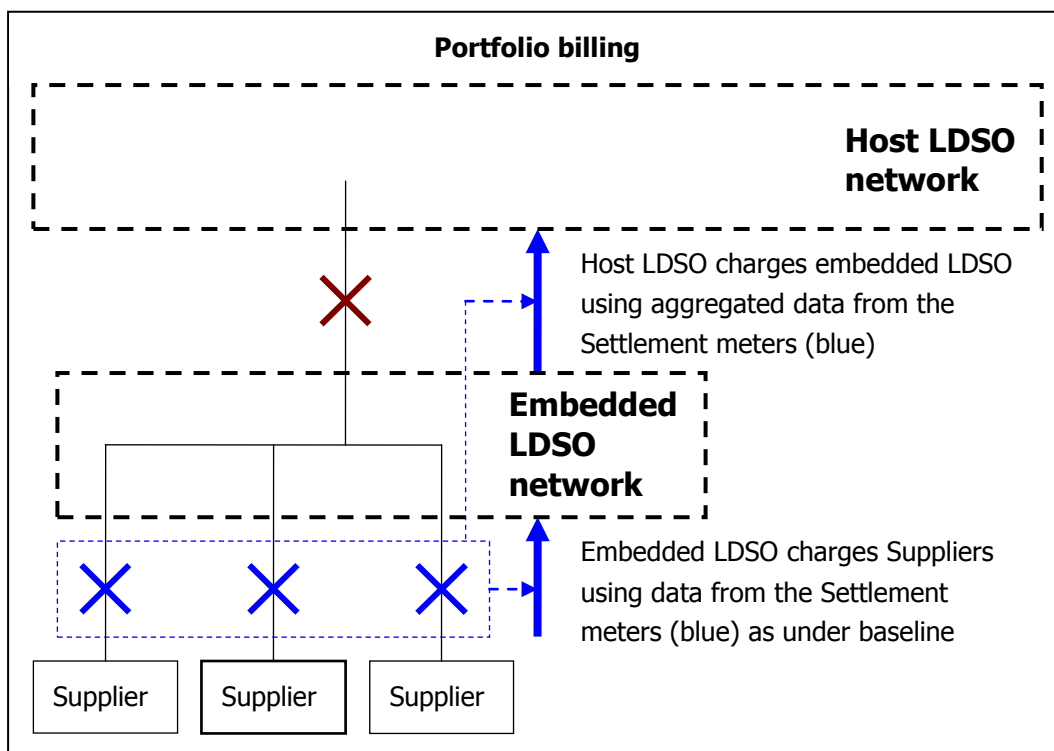 Portfolio billing
Host LDSO
network
Host LDSO charges embedded LDSO
using aggregated data from the
Settlement meters (blue)
Embedded
LDSO
network
Embedded LDSO charges Suppliers
using data from the Settlement
meters (blue) as under baseline
Supplier
Supplier
Supplier